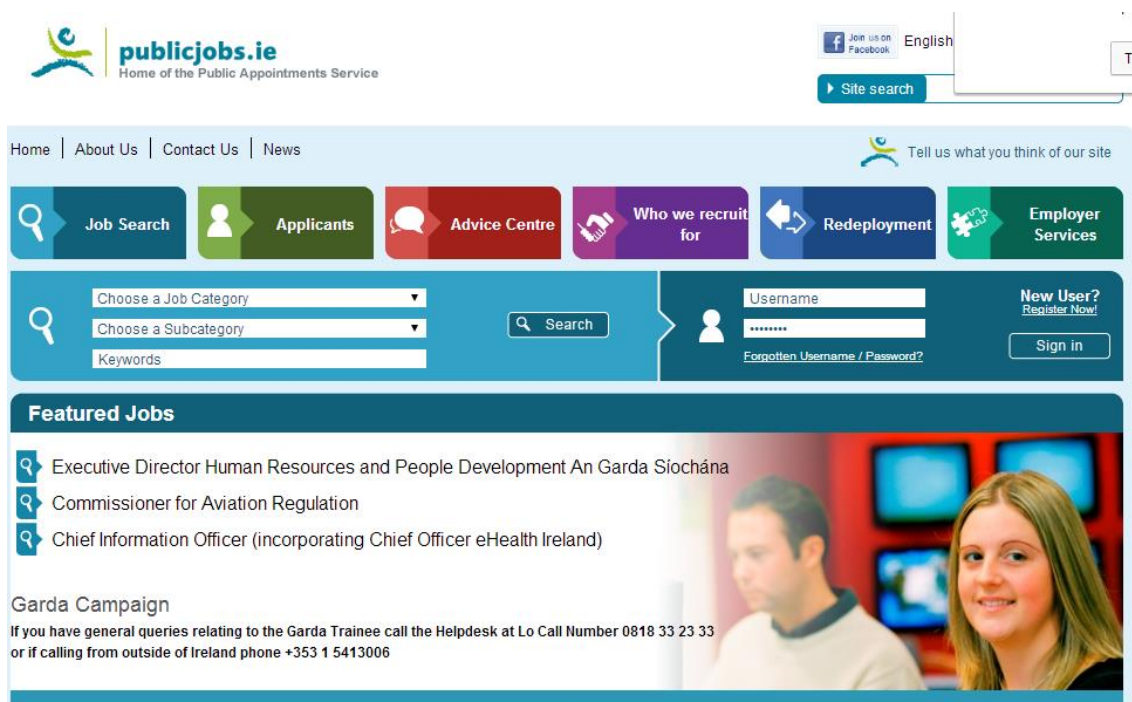 publicjobs.ie
Home of the Public Appointments Service
Join us on
Facebook
English
T
Site search
Home
About Us
Contact Us
News
Tell us what you think of our site
Job Search
Applicants
Advice Centre
Who we recruit
for
Redeployment
Employer
Services
Choose a Job Category
Choose a Subcategory
Keywords
Search
Username
••••••••
Forgotten Username / Password?
New User?
Register Now!
Sign in
Featured Jobs
Executive Director Human Resources and People Development An Garda Síochána
Commissioner for Aviation Regulation
Chief Information Officer (incorporating Chief Officer eHealth Ireland)
Garda Campaign
If you have general queries relating to the Garda Trainee call the Helpdesk at Lo Call Number 0818 33 23 33
or if calling from outside of Ireland phone +353 1 5413006